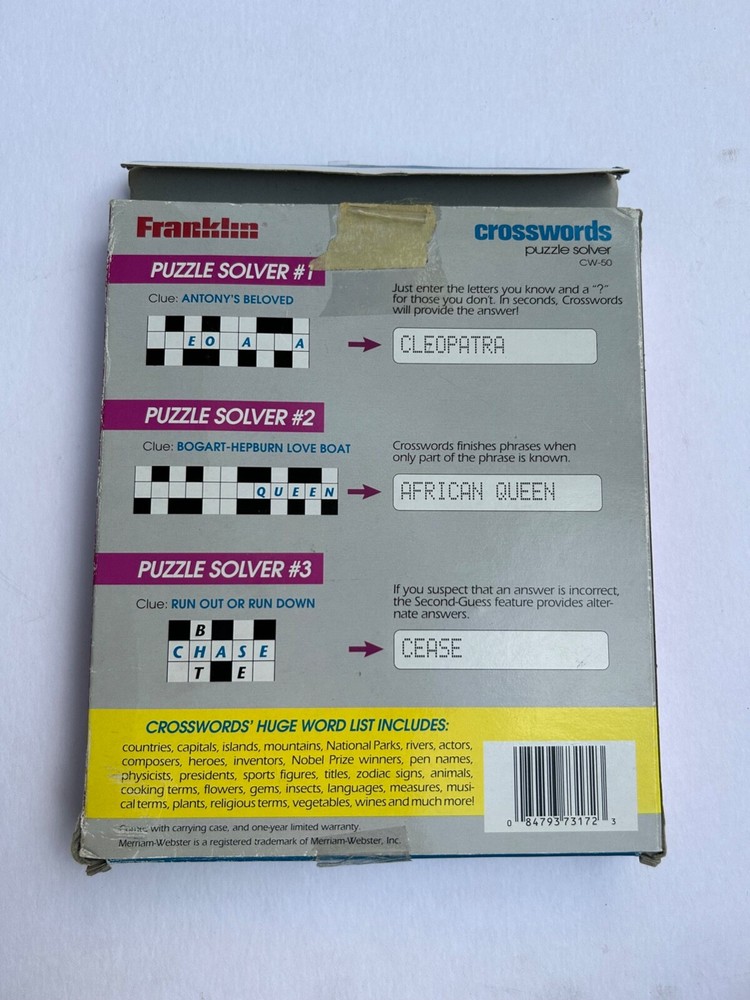 Franklin®
crosswords
puzzle solver
CW-50
PUZZLE SOLVER #1
Clue: ANTONY'S BELOVED
E O A A
Just enter the letters you know and a "?"
for those you don't. In seconds, Crosswords
will provide the answer!
CLEOPATRA
PUZZLE SOLVER #2
Clue: BOGART-HEPBURN LOVE BOAT
Q U E E N
Crosswords finishes phrases when
only part of the phrase is known.
AFRICAN QUEEN
PUZZLE SOLVER #3
Clue: RUN OUT OR RUN DOWN
B
C H A S E
T E
If you suspect that an answer is incorrect,
the Second-Guess feature provides alter-
nate answers.
CEASE
CROSSWORDS' HUGE WORD LIST INCLUDES:
countries, capitals, islands, mountains, National Parks, rivers, actors,
composers, heroes, inventors, Nobel Prize winners, pen names,
physicists, presidents, sports figures, titles, zodiac signs, animals,
cooking terms, flowers, gems, insects, languages, measures, musi-
cal terms, plants, religious terms, vegetables, wines and much more!
0 84793 73172 3
Comes with carrying case, and one-year limited warranty.
Merriam-Webster is a registered trademark of Merriam-Webster, Inc.